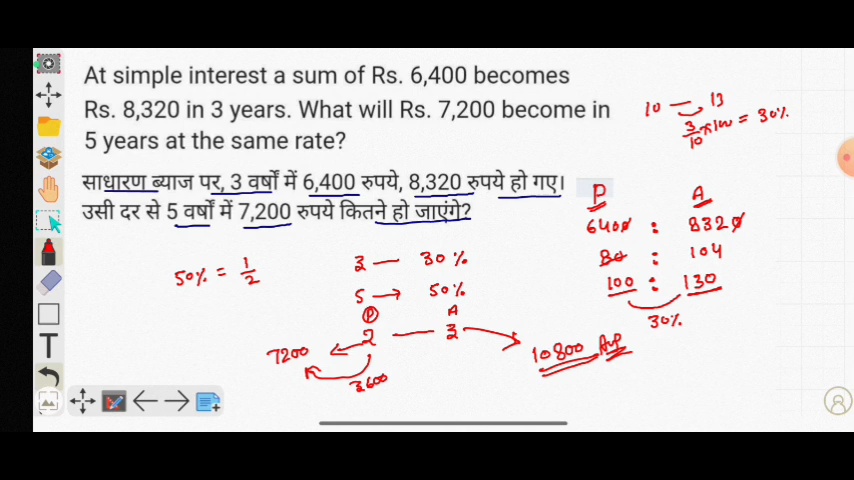 At simple interest a sum of Rs. 6,400 becomes
Rs. 8,320 in 3 years. What will Rs. 7,200 become in
5 years at the same rate?
साधारण ब्याज पर, 3 वर्षों में 6,400 रुपये, 8,320 रुपये हो गए।
उसी दर से 5 वर्षों में 7,200 रुपये कितने हो जाएंगे?
10 — 13
3/10 × 100 = 30%
P A
6400 : 8320
80 : 104
100 : 130
30%
50% = 1/2
3 — 30%
5 → 50%
P A
2 — 3
7200
3600
10800 Ans
T